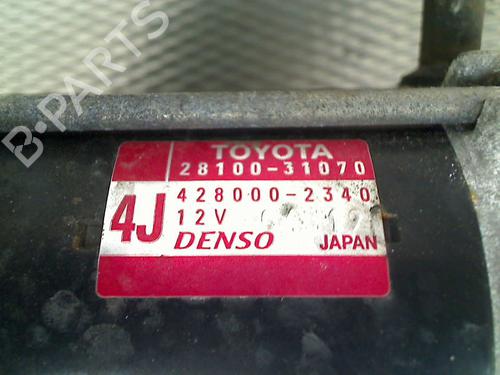 B-PARTS
TOYOTA
28100-31070
4J
428000-2340
12V
DENSO
JAPAN